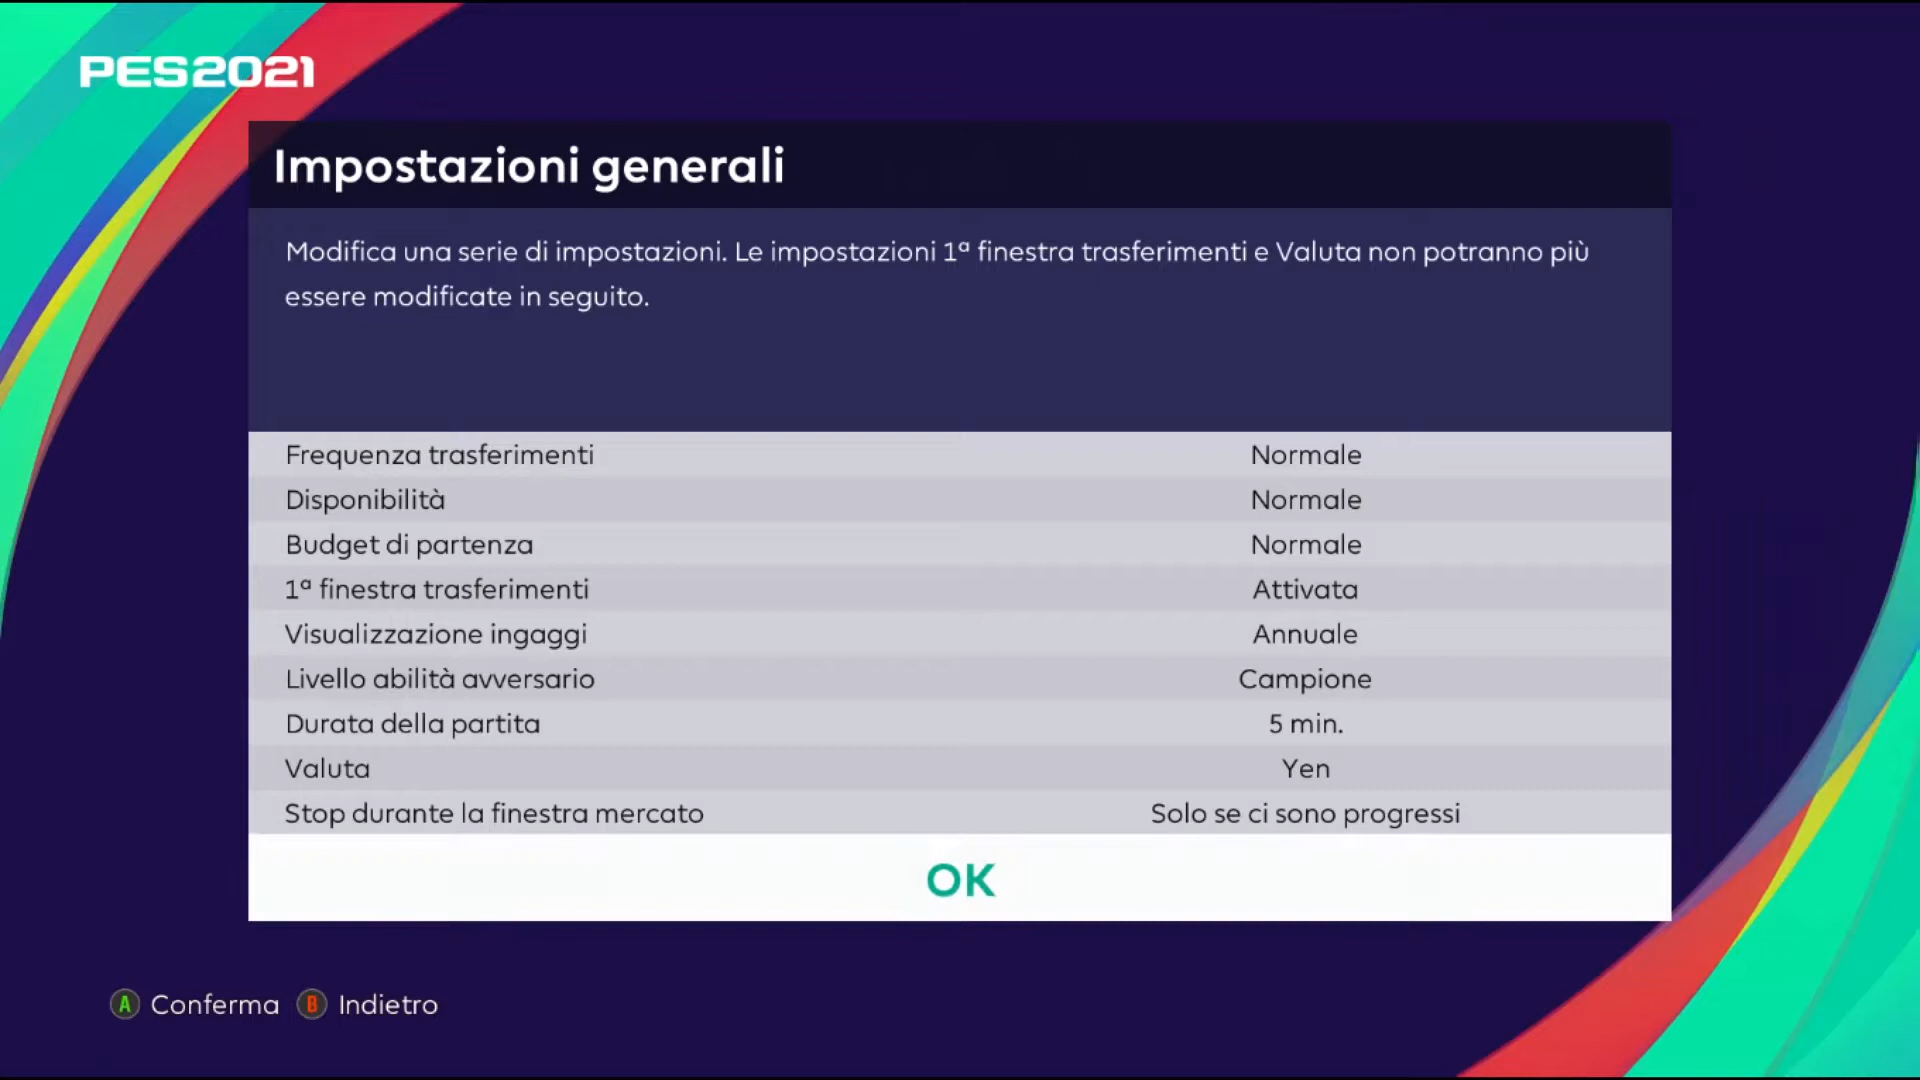 PES2021
Impostazioni generali
Modifica una serie di impostazioni. Le impostazioni 1ª finestra trasferimenti e Valuta non potranno più
essere modificate in seguito.
Frequenza trasferimenti Normale
Disponibilità Normale
Budget di partenza Normale
1ª finestra trasferimenti Attivata
Visualizzazione ingaggi Annuale
Livello abilità avversario Campione
Durata della partita 5 min.
Valuta Yen
Stop durante la finestra mercato Solo se ci sono progressi
OK
A Conferma B Indietro